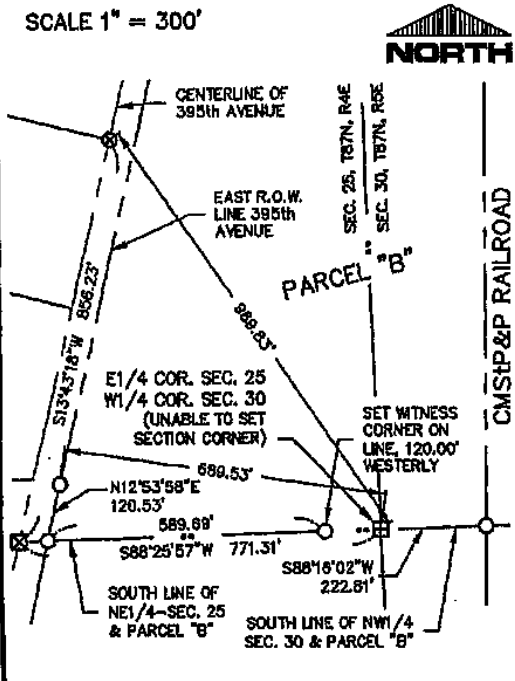 SCALE 1" = 300'
NORTH
CENTERLINE OF
395th AVENUE
EAST R.O.W.
LINE 395th
AVENUE
SEC. 25, T87N, R4E
SEC. 30, T87N, R5E
PARCEL "B"
CMStP&P RAILROAD
S13°43'18"W 856.23'
989.83'
E1/4 COR. SEC. 25
W1/4 COR. SEC. 30
(UNABLE TO SET
SECTION CORNER)
SET WITNESS
CORNER ON
LINE, 120.00'
WESTERLY
689.53'
N12°53'58"E
120.53'
589.69'
S88°25'57"W 771.31'
S88°16'02"W
222.81'
SOUTH LINE OF
NE1/4-SEC. 25
& PARCEL "B"
SOUTH LINE OF NW1/4
SEC. 30 & PARCEL "B"